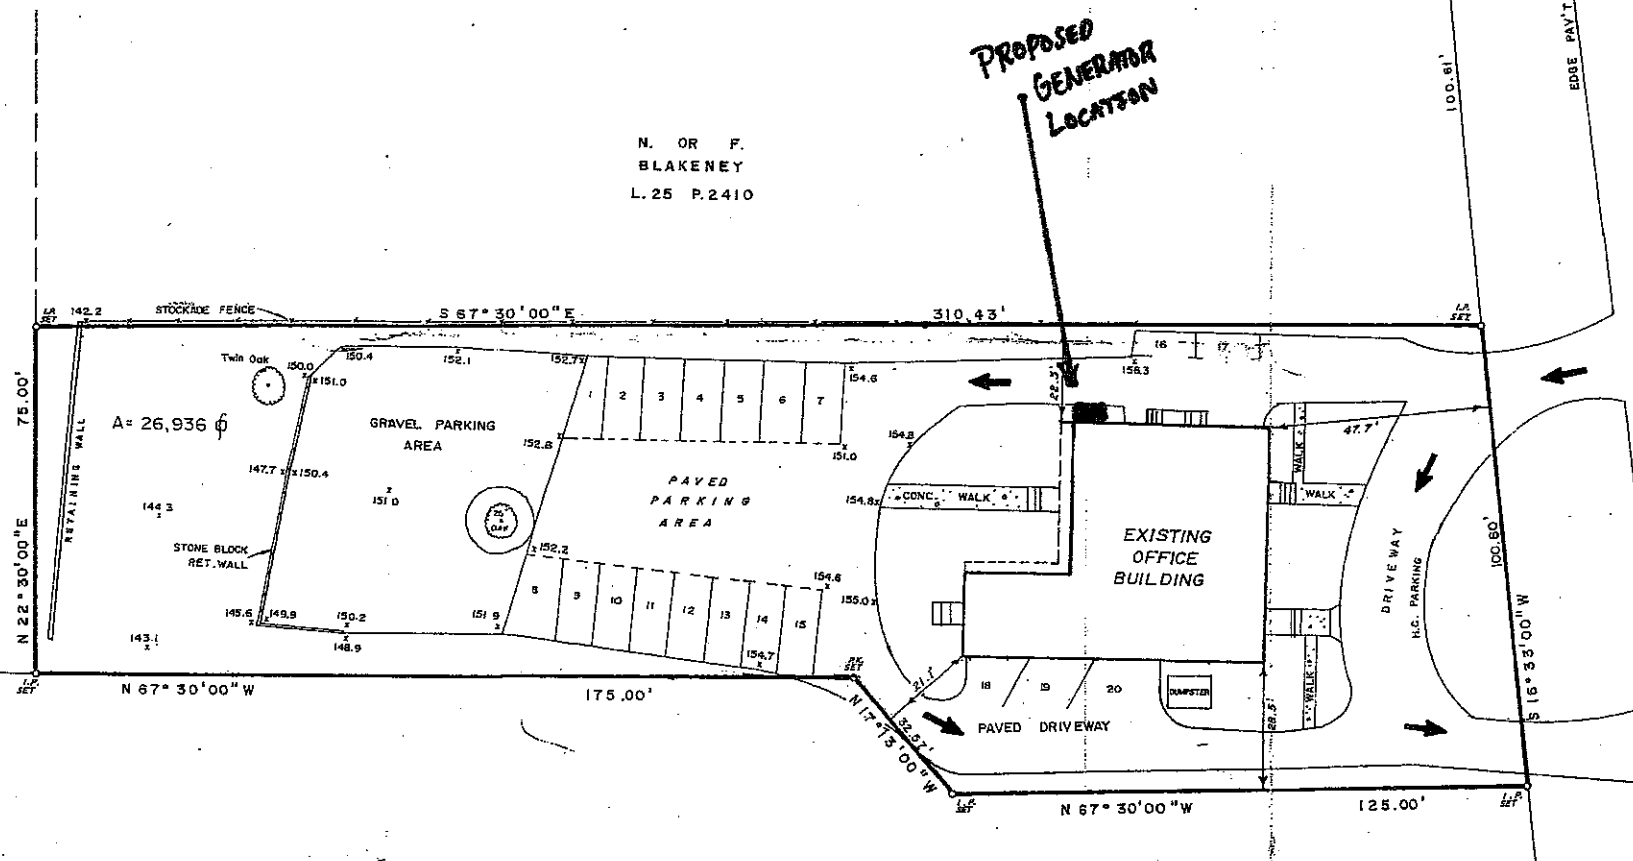 PROPOSED
GENERATOR
LOCATION
100.61'
EDGE PAV'T
N. OR F.
BLAKENEY
L. 25 P. 2410
I.P.
SET
142.2
STOCKADE FENCE
S 67° 30' 00" E
310.43'
I.P.
SET
Twin Oak
150.0
150.4
151.0
152.1
152.7
1
2
3
4
5
6
7
154.6
22.3'
16
17
158.3
75.00'
A= 26,936
GRAVEL PARKING
AREA
152.8
151.0
154.8
47.7'
RETAINING WALL
147.7
150.4
151.0
144.3
PAVED
PARKING
AREA
154.8
CONC. WALK
WALK
WALK
EXISTING
OFFICE
BUILDING
DRIVEWAY
H.C. PARKING
100.60'
STONE BLOCK
RET. WALL
OAK
152.2
N 22° 30' 00" E
8
9
10
11
12
13
14
15
154.6
155.0
145.6
149.9
150.2
148.9
151.9
143.1
154.7
S 16° 33' 00" W
I.P.
SET
N 67° 30' 00" W
175.00'
P.K.
SET
21.1
18
19
20
DUMPSTER
WALK
28.5'
32.57'
N 17° 13' 00" W
PAVED DRIVEWAY
I.P.
SET
N 67° 30' 00" W
125.00'
I.P.
SET